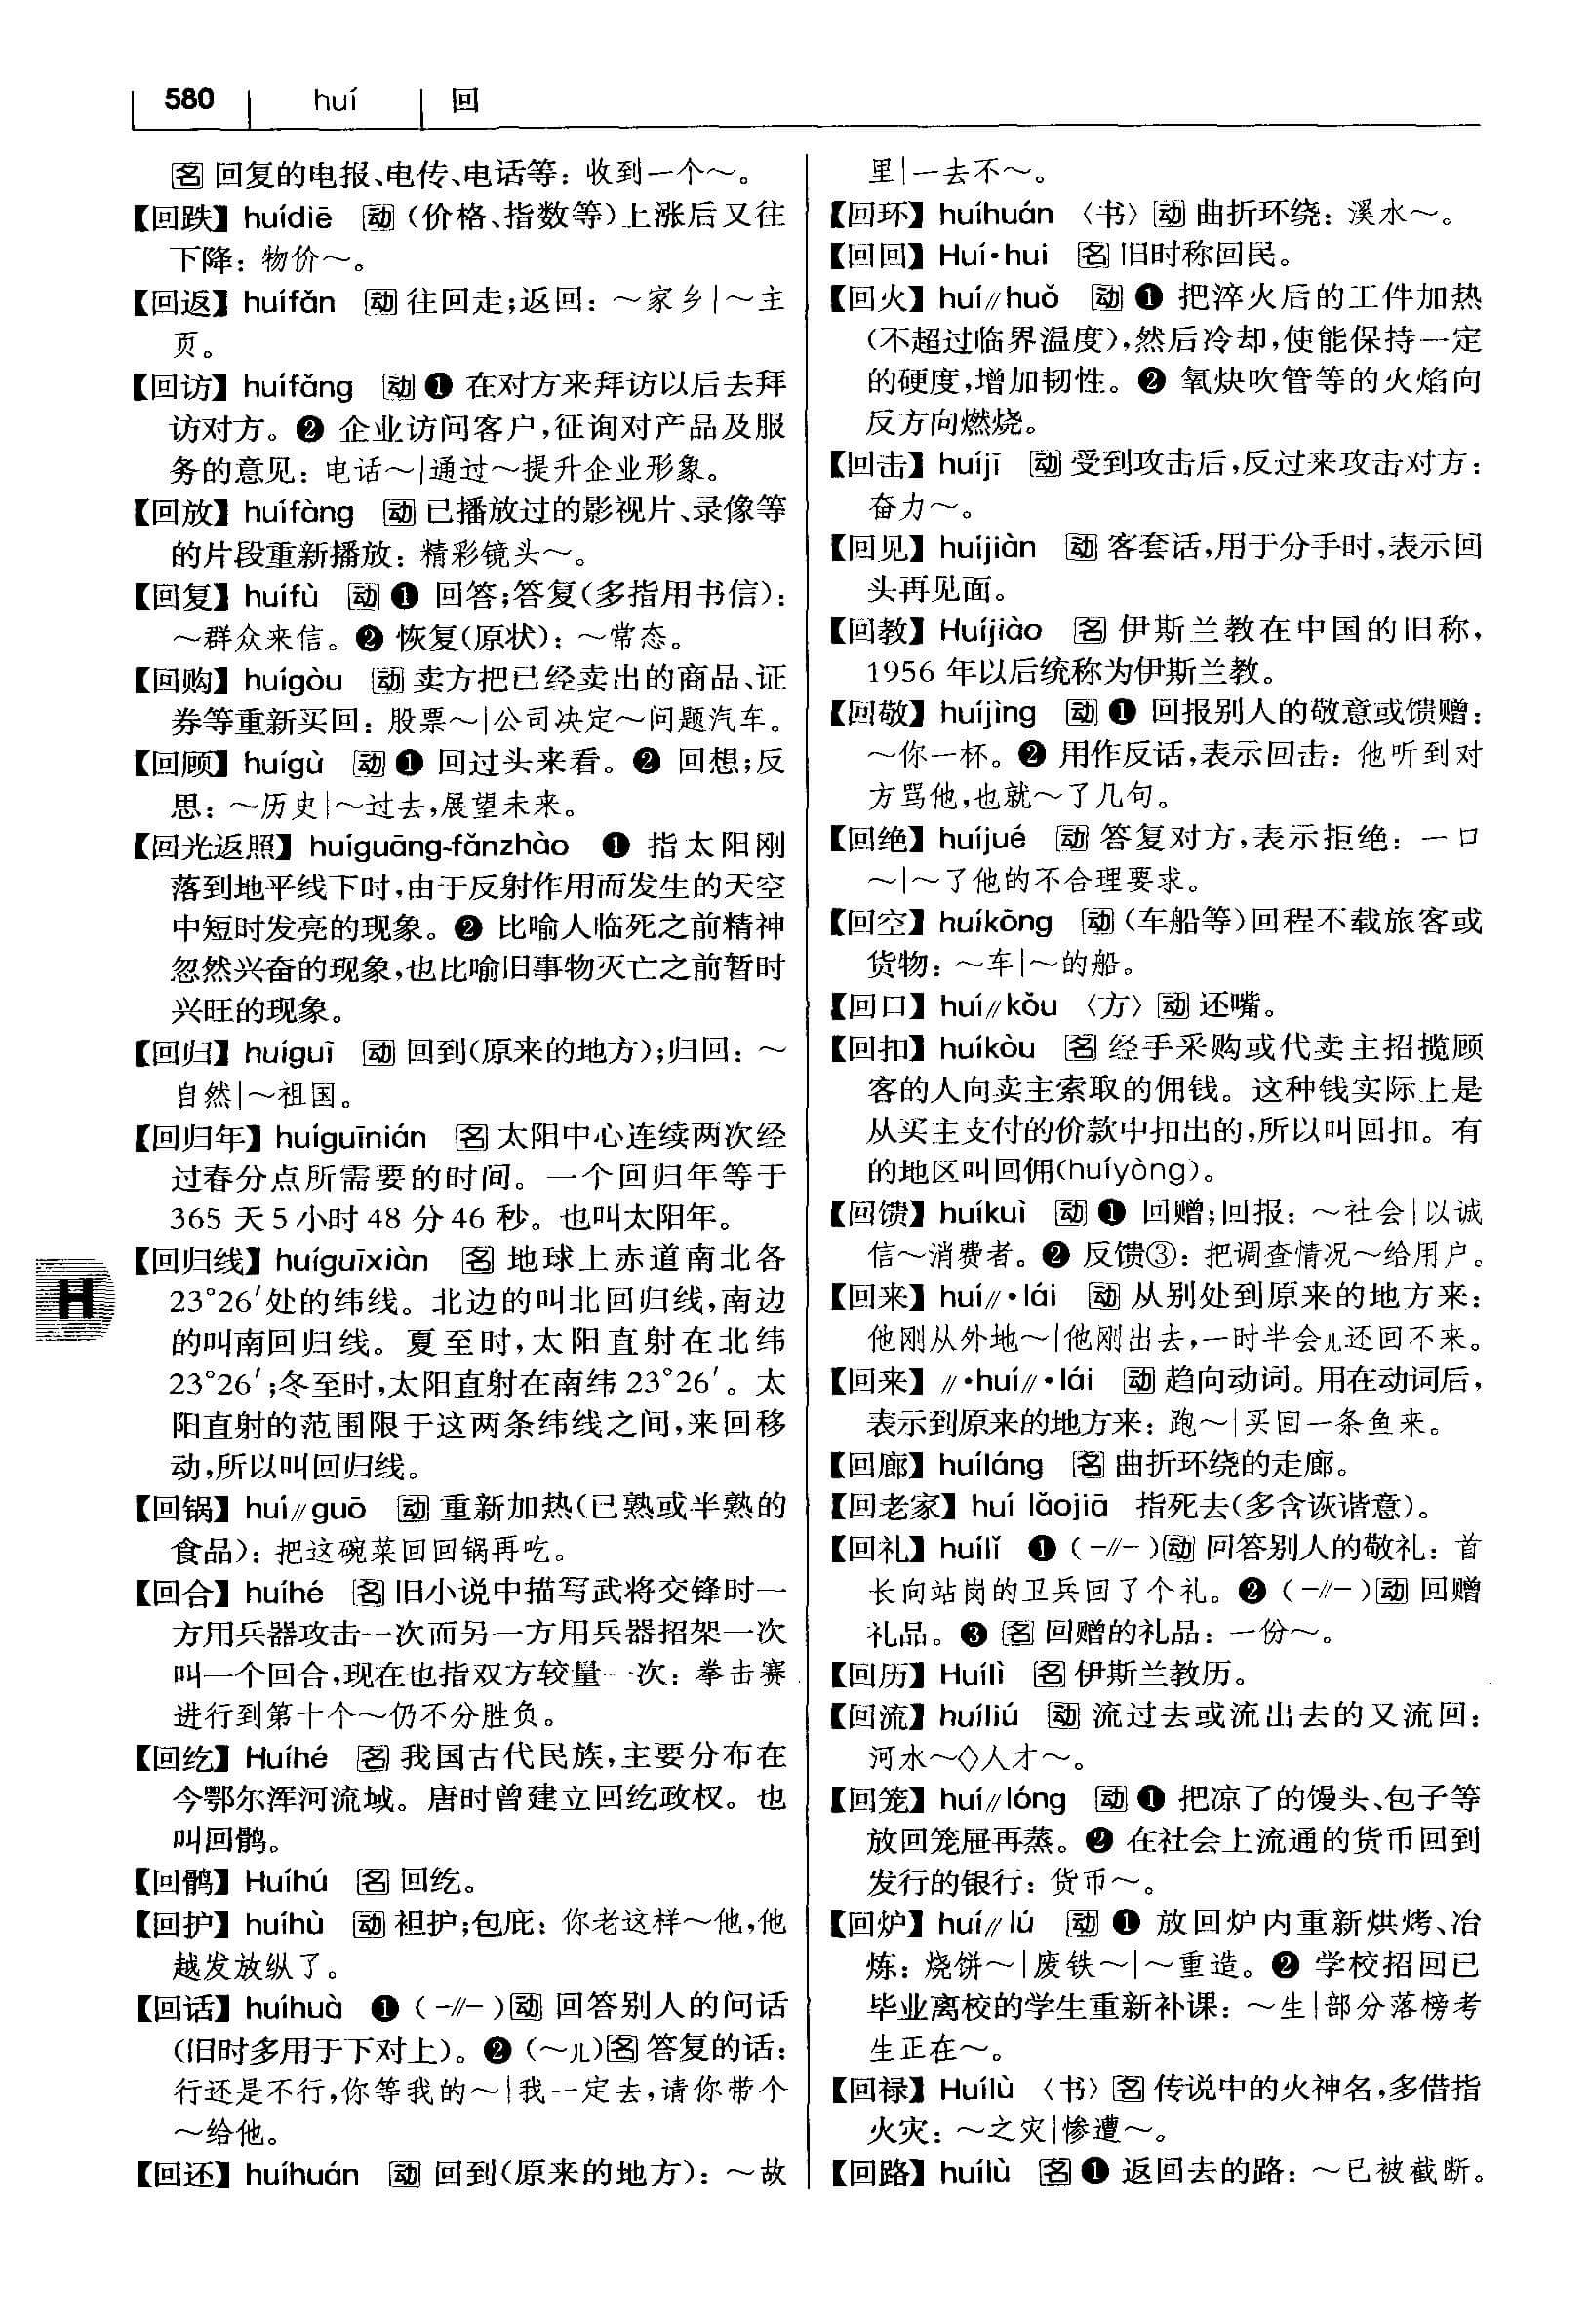 580 huí 回
名 回复的电报、电传、电话等：收到一个～。
【回跌】huídiē 动（价格、指数等）上涨后又往
下降：物价～。
【回返】huífǎn 动 往回走；返回：～家乡｜～主
页。
【回访】huífǎng 动 ❶ 在对方来拜访以后去拜
访对方。❷ 企业访问客户，征询对产品及服
务的意见：电话～｜通过～提升企业形象。
【回放】huífàng 动 已播放过的影视片、录像等
的片段重新播放：精彩镜头～。
【回复】huífù 动 ❶ 回答；答复（多指用书信）：
～群众来信。❷ 恢复（原状）：～常态。
【回购】huígòu 动 卖方把已经卖出的商品、证
券等重新买回：股票～｜公司决定～问题汽车。
【回顾】huígù 动 ❶ 回过头来看。❷ 回想；反
思：～历史｜～过去，展望未来。
【回光返照】huíguāng-fǎnzhào ❶ 指太阳刚
落到地平线下时，由于反射作用而发生的天空
中短时发亮的现象。❷ 比喻人临死之前精神
忽然兴奋的现象，也比喻旧事物灭亡之前暂时
兴旺的现象。
【回归】huíguī 动 回到（原来的地方）；归回：～
自然｜～祖国。
【回归年】huíguīnián 名 太阳中心连续两次经
过春分点所需要的时间。一个回归年等于
365 天 5 小时 48 分 46 秒。也叫太阳年。
【回归线】huíguīxiàn 名 地球上赤道南北各
23°26′处的纬线。北边的叫北回归线，南边
的叫南回归线。夏至时，太阳直射在北纬
23°26′；冬至时，太阳直射在南纬 23°26′。太
阳直射的范围限于这两条纬线之间，来回移
动，所以叫回归线。
【回锅】huí∥guō 动 重新加热（已熟或半熟的
食品）：把这碗菜回回锅再吃。
【回合】huíhé 名 旧小说中描写武将交锋时一
方用兵器攻击一次而另一方用兵器招架一次
叫一个回合，现在也指双方较量一次：拳击赛
进行到第十个～仍不分胜负。
【回纥】Huíhé 名 我国古代民族，主要分布在
今鄂尔浑河流域。唐时曾建立回纥政权。也
叫回鹘。
【回鹘】Huíhú 名 回纥。
【回护】huíhù 动 袒护；包庇：你老这样～他，他
越发放纵了。
【回话】huíhuà ❶（-∥-）动 回答别人的问话
（旧时多用于下对上）。❷（～儿）名 答复的话：
行还是不行，你等我的～｜我一定去，请你带个
～给他。
【回还】huíhuán 动 回到（原来的地方）：～故
里｜一去不～。
【回环】huíhuán〈书〉动 曲折环绕：溪水～。
【回回】Huí·hui 名 旧时称回民。
【回火】huí∥huǒ 动 ❶ 把淬火后的工件加热
（不超过临界温度），然后冷却，使能保持一定
的硬度，增加韧性。❷ 氧炔吹管等的火焰向
反方向燃烧。
【回击】huíjī 动 受到攻击后，反过来攻击对方：
奋力～。
【回见】huíjiàn 动 客套话，用于分手时，表示回
头再见面。
【回教】Huíjiào 名 伊斯兰教在中国的旧称，
1956 年以后统称为伊斯兰教。
【回敬】huíjìng 动 ❶ 回报别人的敬意或馈赠：
～你一杯。❷ 用作反话，表示回击：他听到对
方骂他，也就～了几句。
【回绝】huíjué 动 答复对方，表示拒绝：一口
～｜～了他的不合理要求。
【回空】huíkōng 动（车船等）回程不载旅客或
货物：～车｜～的船。
【回口】huí∥kǒu〈方〉动 还嘴。
【回扣】huíkòu 名 经手采购或代卖主招揽顾
客的人向卖主索取的佣钱。这种钱实际上是
从买主支付的价款中扣出的，所以叫回扣。有
的地区叫回佣（huíyòng）。
【回馈】huíkuì 动 ❶ 回赠；回报：～社会｜以诚
信～消费者。❷ 反馈③：把调查情况～给用户。
【回来】huí∥·lái 动 从别处到原来的地方来：
他刚从外地～｜他刚出去，一时半会儿还回不来。
【回来】∥·huí∥·lái 动 趋向动词。用在动词后，
表示到原来的地方来：跑～｜买回一条鱼来。
【回廊】huíláng 名 曲折环绕的走廊。
【回老家】huí lǎojiā 指死去（多含诙谐意）。
【回礼】huílǐ ❶（-∥-）动 回答别人的敬礼：首
长向站岗的卫兵回了个礼。❷（-∥-）动 回赠
礼品。❸ 名 回赠的礼品：一份～。
【回历】Huílì 名 伊斯兰教历。
【回流】huíliú 动 流过去或流出去的又流回：
河水～◇人才～。
【回笼】huí∥lóng 动 ❶ 把凉了的馒头、包子等
放回笼屉再蒸。❷ 在社会上流通的货币回到
发行的银行：货币～。
【回炉】huí∥lú 动 ❶ 放回炉内重新烘烤、冶
炼：烧饼～｜废铁～｜～重造。❷ 学校招回已
毕业离校的学生重新补课：～生｜部分落榜考
生正在～。
【回禄】Huílù〈书〉名 传说中的火神名，多借指
火灾：～之灾｜惨遭～。
【回路】huílù 名 ❶ 返回去的路：～已被截断。
H